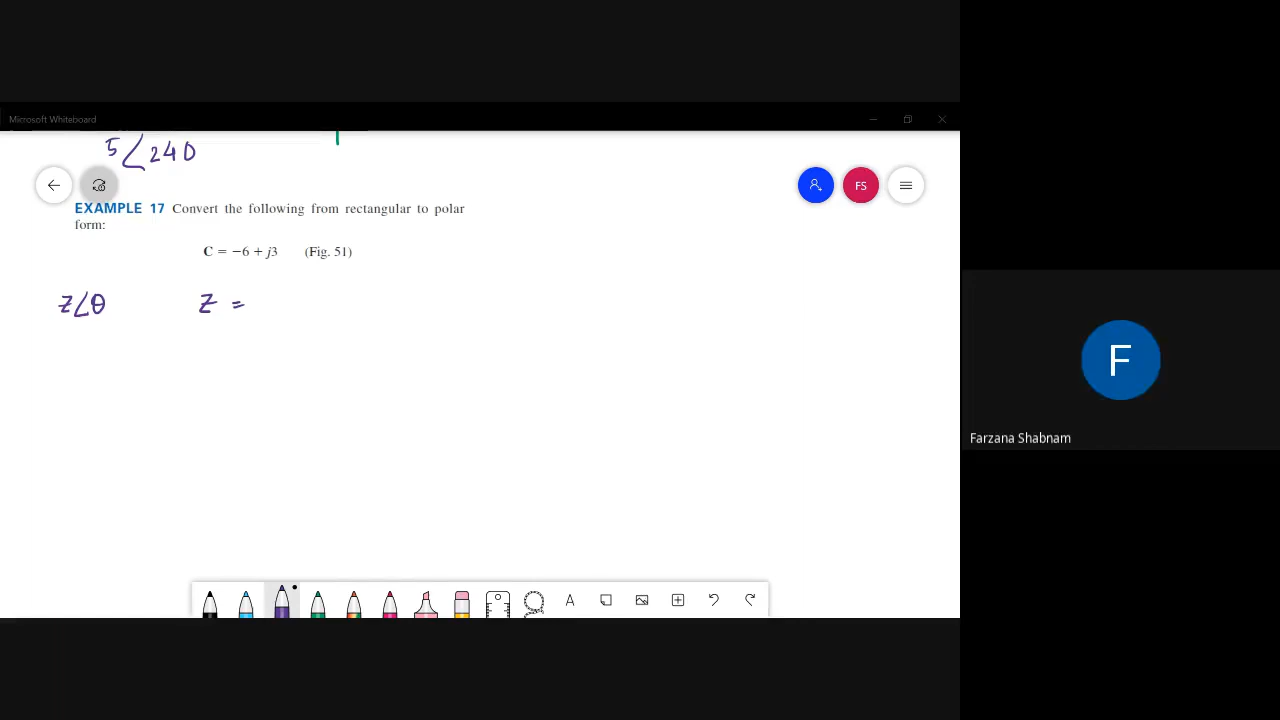 Microsoft Whiteboard
5∠240
FS
EXAMPLE 17 Convert the following from rectangular to polar
form:
C = −6 + j3 (Fig. 51)
Z∠θ Z =
F
Farzana Shabnam
A